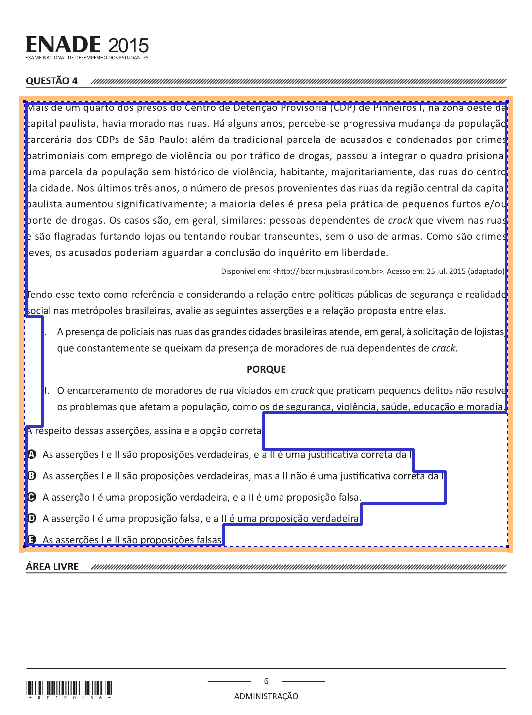 ENADE 2015
EXAME NACIONAL DE DESEMPENHO DOS ESTUDANTES
QUESTÃO 4
Mais de um quarto dos presos do Centro de Detenção Provisória (CDP) de Pinheiros I, na zona oeste da
capital paulista, havia morado nas ruas. Há alguns anos, percebe-se progressiva mudança da população
carcerária dos CDPs de São Paulo: além da tradicional parcela de acusados e condenados por crimes
patrimoniais com emprego de violência ou por tráfico de drogas, passou a integrar o quadro prisional
uma parcela da população sem histórico de violência, habitante, majoritariamente, das ruas do centro
da cidade. Nos últimos três anos, o número de presos provenientes das ruas da região central da capital
paulista aumentou significativamente; a maioria deles é presa pela prática de pequenos furtos e/ou
porte de drogas. Os casos são, em geral, similares: pessoas dependentes de crack que vivem nas ruas
e são flagradas furtando lojas ou tentando roubar transeuntes, sem o uso de armas. Como são crimes
leves, os acusados poderiam aguardar a conclusão do inquérito em liberdade.
Disponível em: <http://ibccrim.jusbrasil.com.br>. Acesso em: 25 jul. 2015 (adaptado).
Tendo esse texto como referência e considerando a relação entre políticas públicas de segurança e realidade
social nas metrópoles brasileiras, avalie as seguintes asserções e a relação proposta entre elas.
I. A presença de policiais nas ruas das grandes cidades brasileiras atende, em geral, à solicitação de lojistas,
que constantemente se queixam da presença de moradores de rua dependentes de crack.
PORQUE
II. O encarceramento de moradores de rua viciados em crack que praticam pequenos delitos não resolve
os problemas que afetam a população, como os de segurança, violência, saúde, educação e moradia.
A respeito dessas asserções, assinale a opção correta.
A As asserções I e II são proposições verdadeiras, e a II é uma justificativa correta da I.
B As asserções I e II são proposições verdadeiras, mas a II não é uma justificativa correta da I.
C A asserção I é uma proposição verdadeira, e a II é uma proposição falsa.
D A asserção I é uma proposição falsa, e a II é uma proposição verdadeira.
E As asserções I e II são proposições falsas.
ÁREA LIVRE
6
ADMINISTRAÇÃO